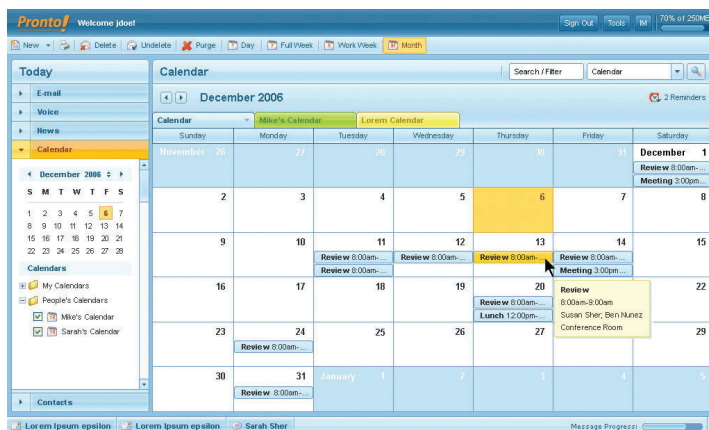 Pronto! Welcome jdoe! Sign Out Tools IM 70% of 250MB
New Delete Undelete Purge Day Full Week Work Week Month
Today
E-mail
Voice
News
Calendar
December 2006
S M T W T F S
1 2 3 4 5 6 7
8 9 10 11 12 13 14
15 16 17 18 19 20 21
22 23 24 25 26 27 28
Calendars
My Calendars
People's Calendars
Mike's Calendar
Sarah's Calendar
Contacts
Calendar Search / Filter Calendar
December 2006 2 Reminders
Calendar Mike's Calendar Lorem Calendar
Sunday Monday Tuesday Wednesday Thursday Friday Saturday
November 26 27 28 29 30 31 December 1
Review 8:00am-...
Meeting 3:00pm...
2 3 4 5 6 7 8
9 10 11 12 13 14 15
Review 8:00am-... Review 8:00am-... Review 8:00am-... Review 8:00am-...
Review 8:00am-... Meeting 3:00pm...
16 17 18 19 20 22
Review 8:00am-...
Lunch 12:00pm-...
Review
8:00am-9:00am
Susan Sher; Ben Nunez
Conference Room
23 24 25 26 27 29
Review 8:00am-...
30 31 January 1 2 3 4 5
Review 8:00am-...
Lorem Ipsum epsilon Lorem Ipsum epsilon Sarah Sher Message Progress: